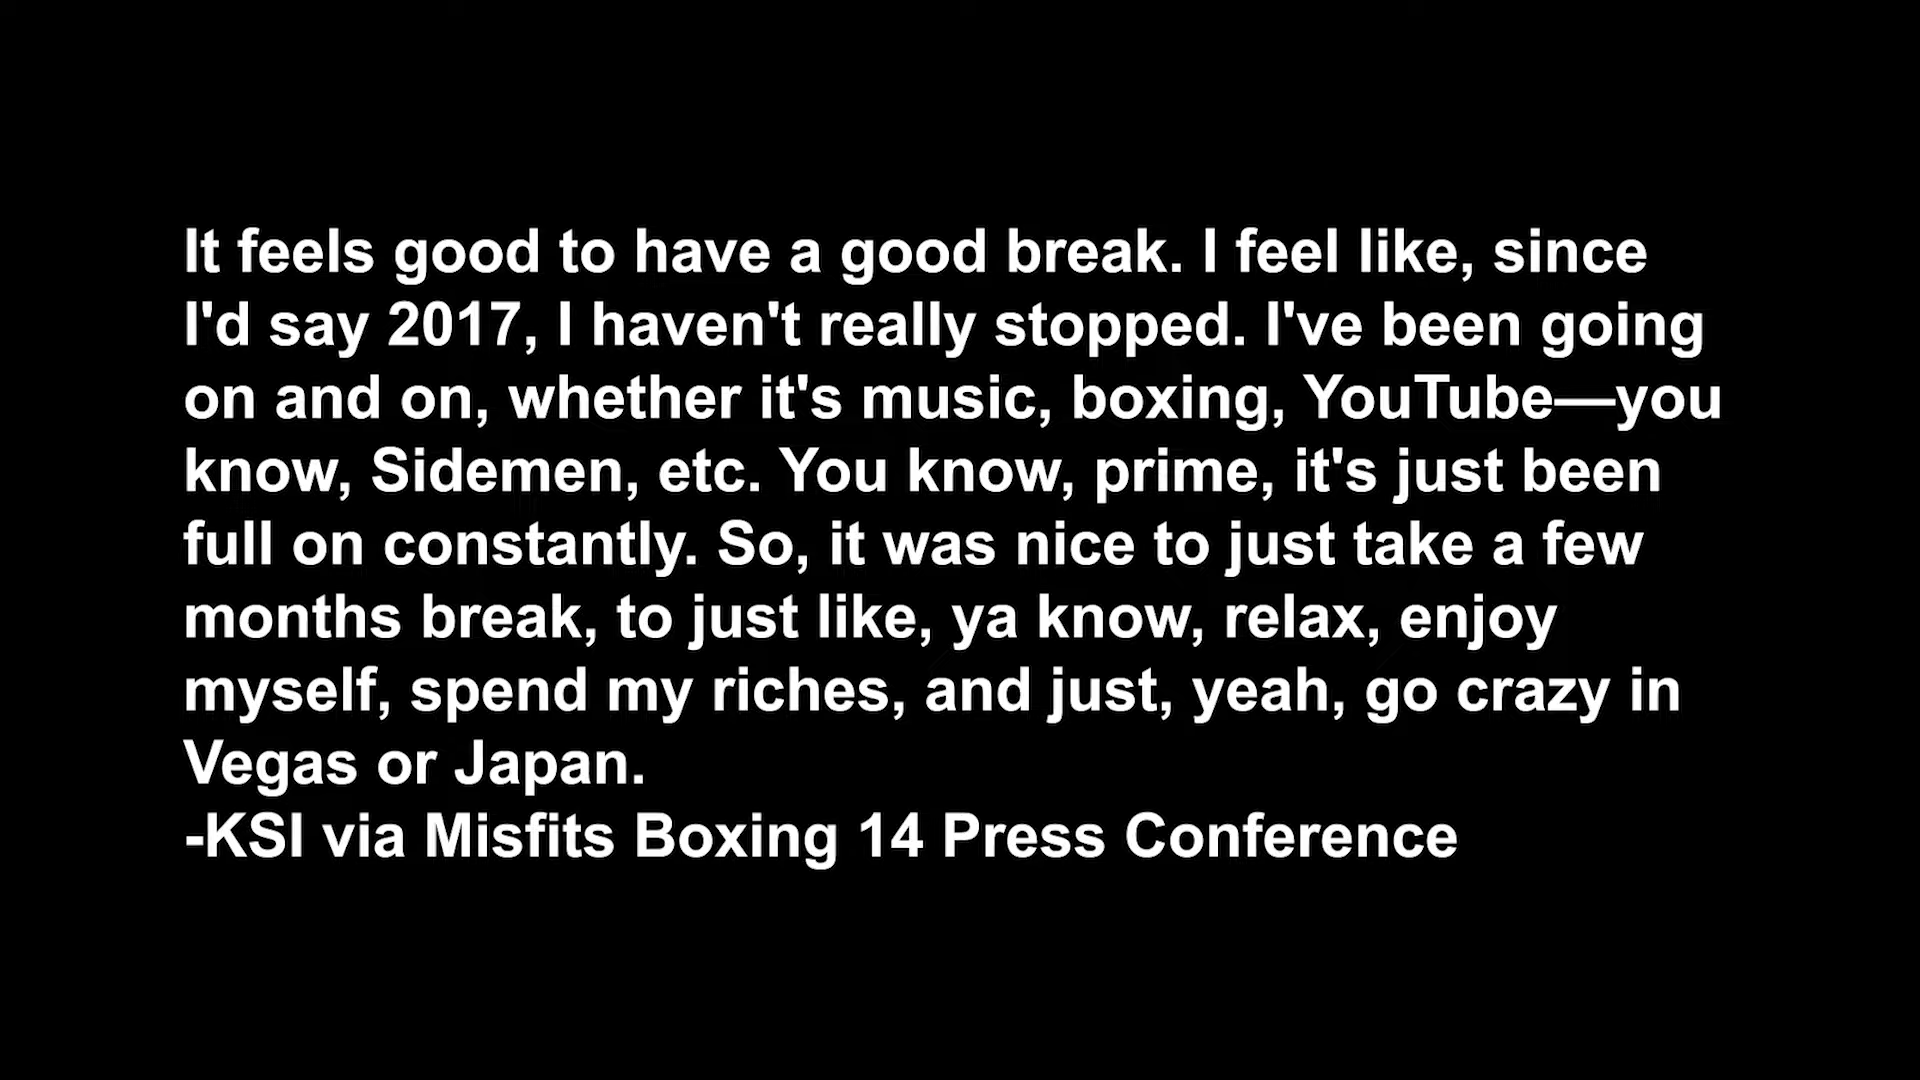 It feels good to have a good break. I feel like, since
I'd say 2017, I haven't really stopped. I've been going
on and on, whether it's music, boxing, YouTube—you
know, Sidemen, etc. You know, prime, it's just been
full on constantly. So, it was nice to just take a few
months break, to just like, ya know, relax, enjoy
myself, spend my riches, and just, yeah, go crazy in
Vegas or Japan.
-KSI via Misfits Boxing 14 Press Conference